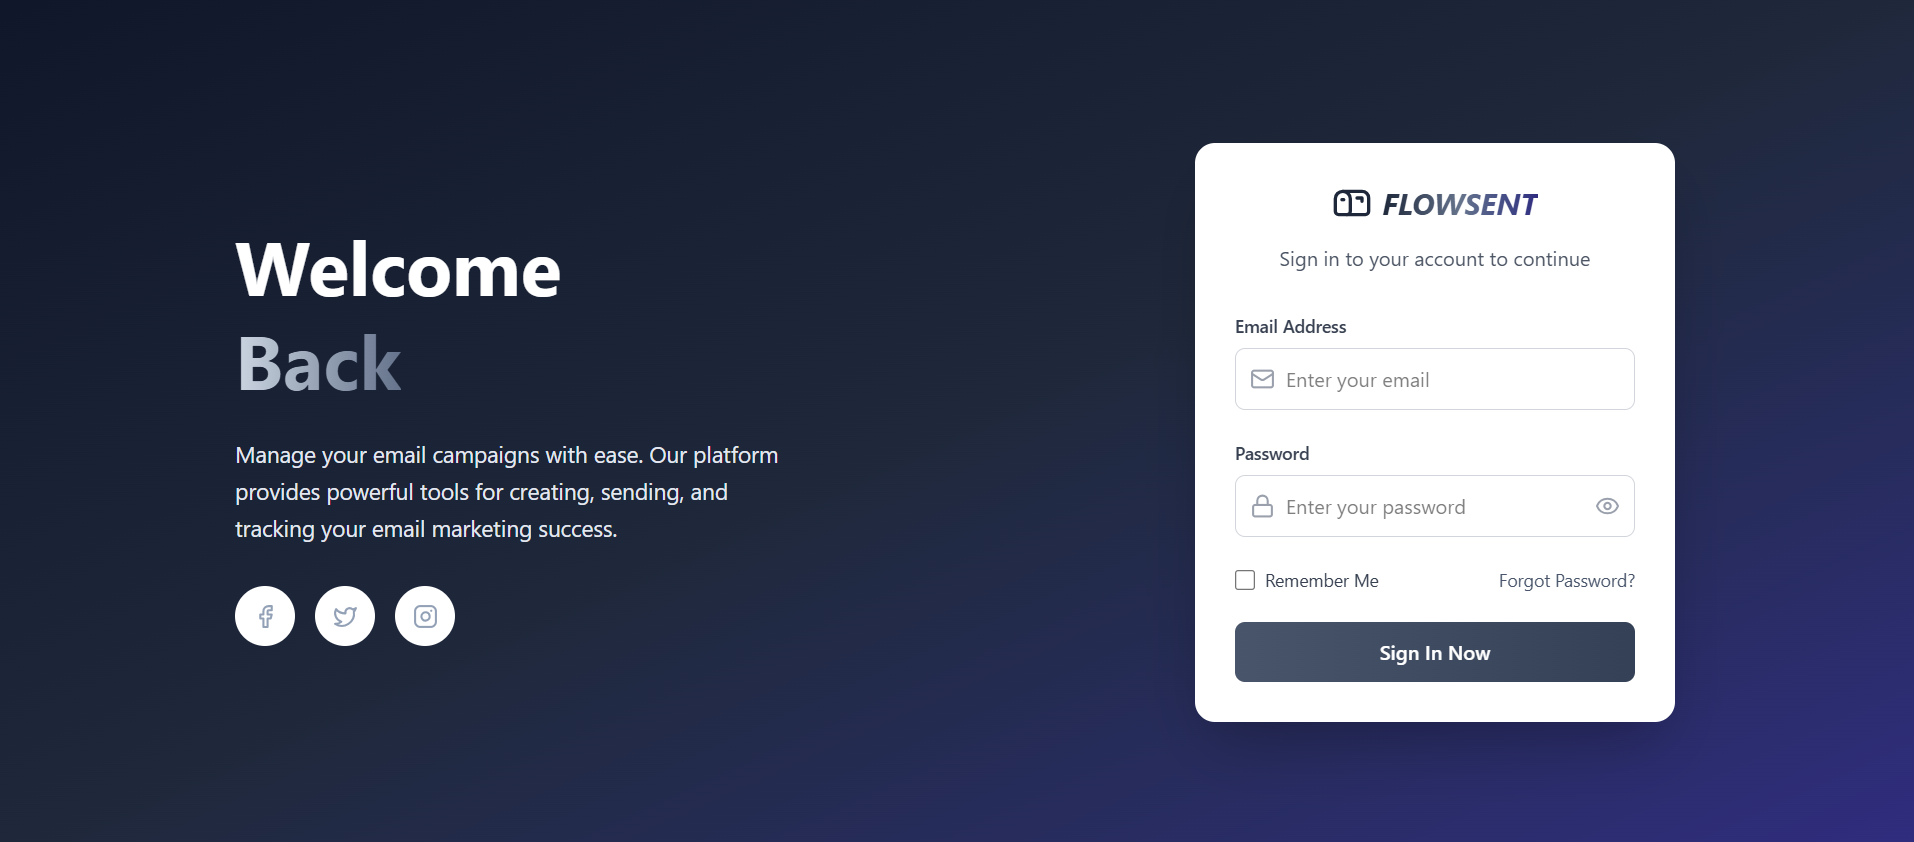 Welcome
Back
Manage your email campaigns with ease. Our platform
provides powerful tools for creating, sending, and
tracking your email marketing success.
FLOWSENT
Sign in to your account to continue
Email Address
Enter your email
Password
Enter your password
Remember Me
Forgot Password?
Sign In Now